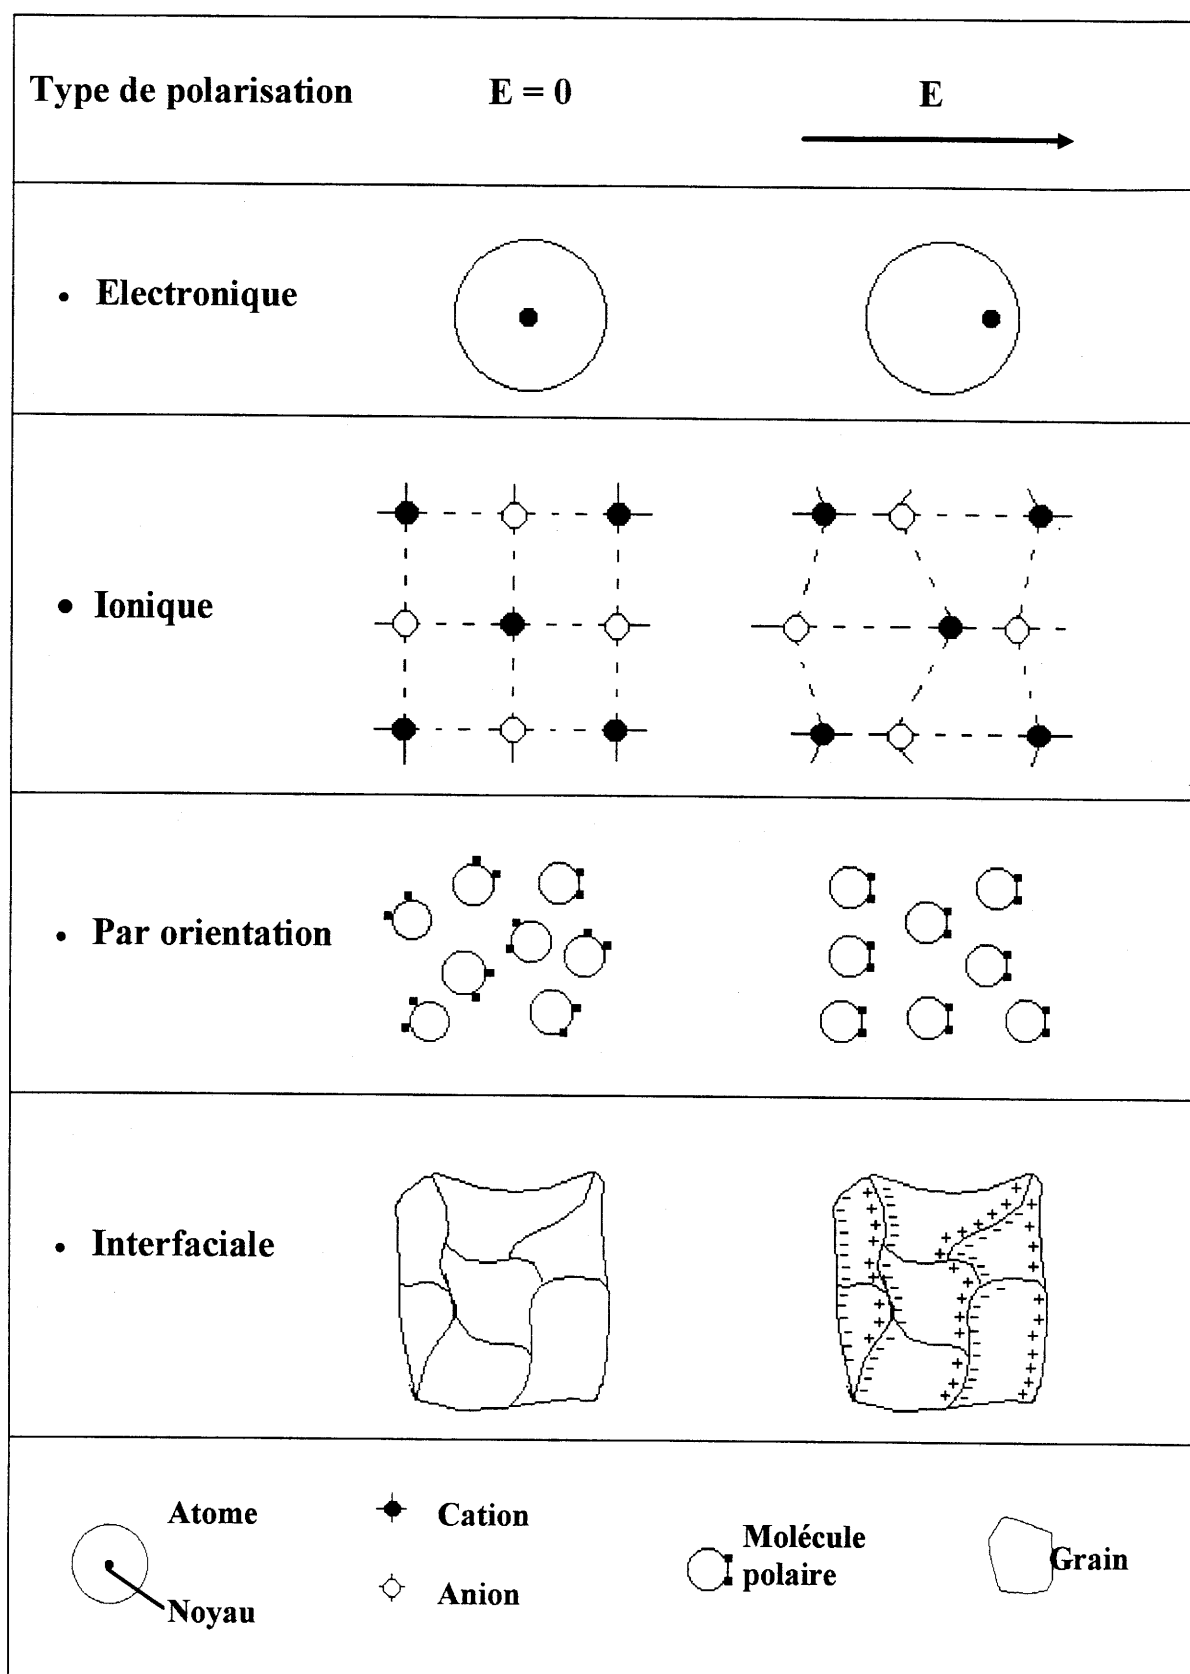 Type de polarisation E = 0 E
• Electronique
• Ionique
• Par orientation
• Interfaciale
Atome
Noyau
Cation
Anion
Molécule
polaire
Grain